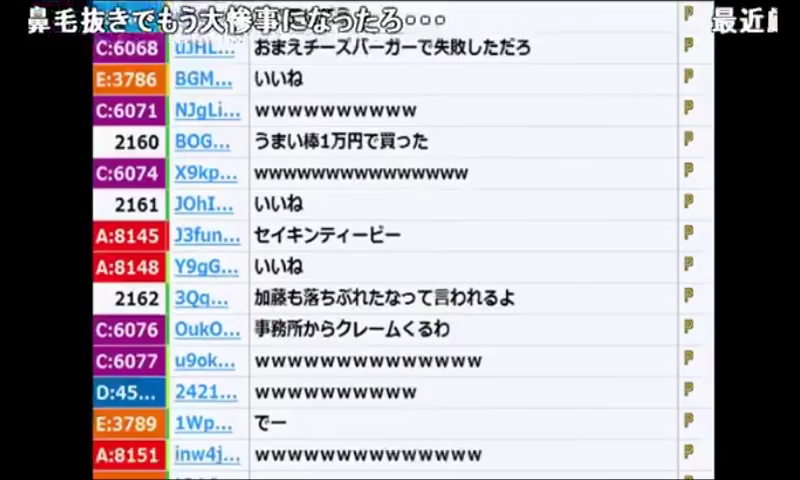 鼻毛抜きでもう大惨事になったろ・・・
最近
C:6068 uJHL... おまえチーズバーガーで失敗しただろ P
E:3786 BGM... いいね P
C:6071 NJgLi... wwwwwwwwww P
2160 BOG... うまい棒1万円で買った P
C:6074 X9kp... wwwwwwwwwwwwwww P
2161 JOhI... いいね P
A:8145 J3fun... セイキンティービー P
A:8148 Y9gG... いいね P
2162 3Qq... 加藤も落ちぶれたなって言われるよ P
C:6076 OukO... 事務所からクレームくるわ P
C:6077 u9ok... wwwwwwwwwwwwww P
D:45... 2421... wwwwwwwwww P
E:3789 1Wp... でー P
A:8151 inw4j... wwwwwwwwwwwwww P